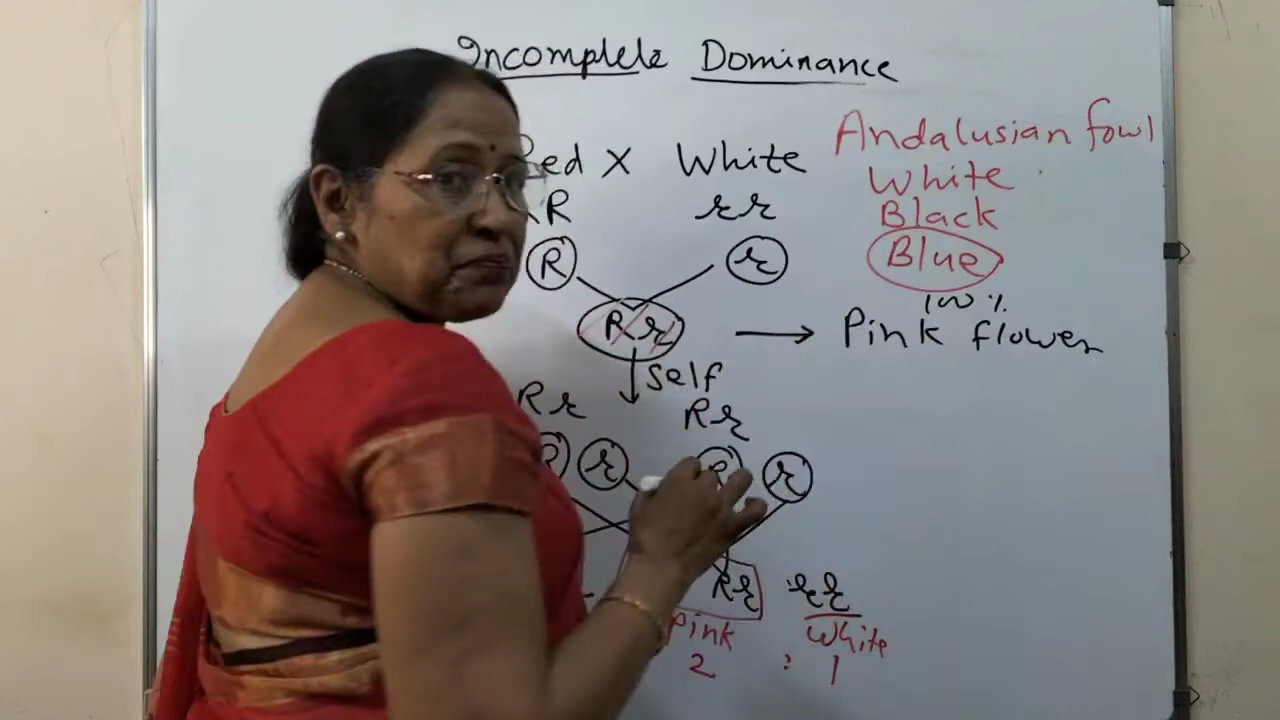 Incomplete Dominance
Red X White
RR rr
R r
Rr
Self
Rr Rr
R r R r
Rr rr
Pink White
2 : 1
Andalusian fowl
White
Black
Blue
100%
Pink flower